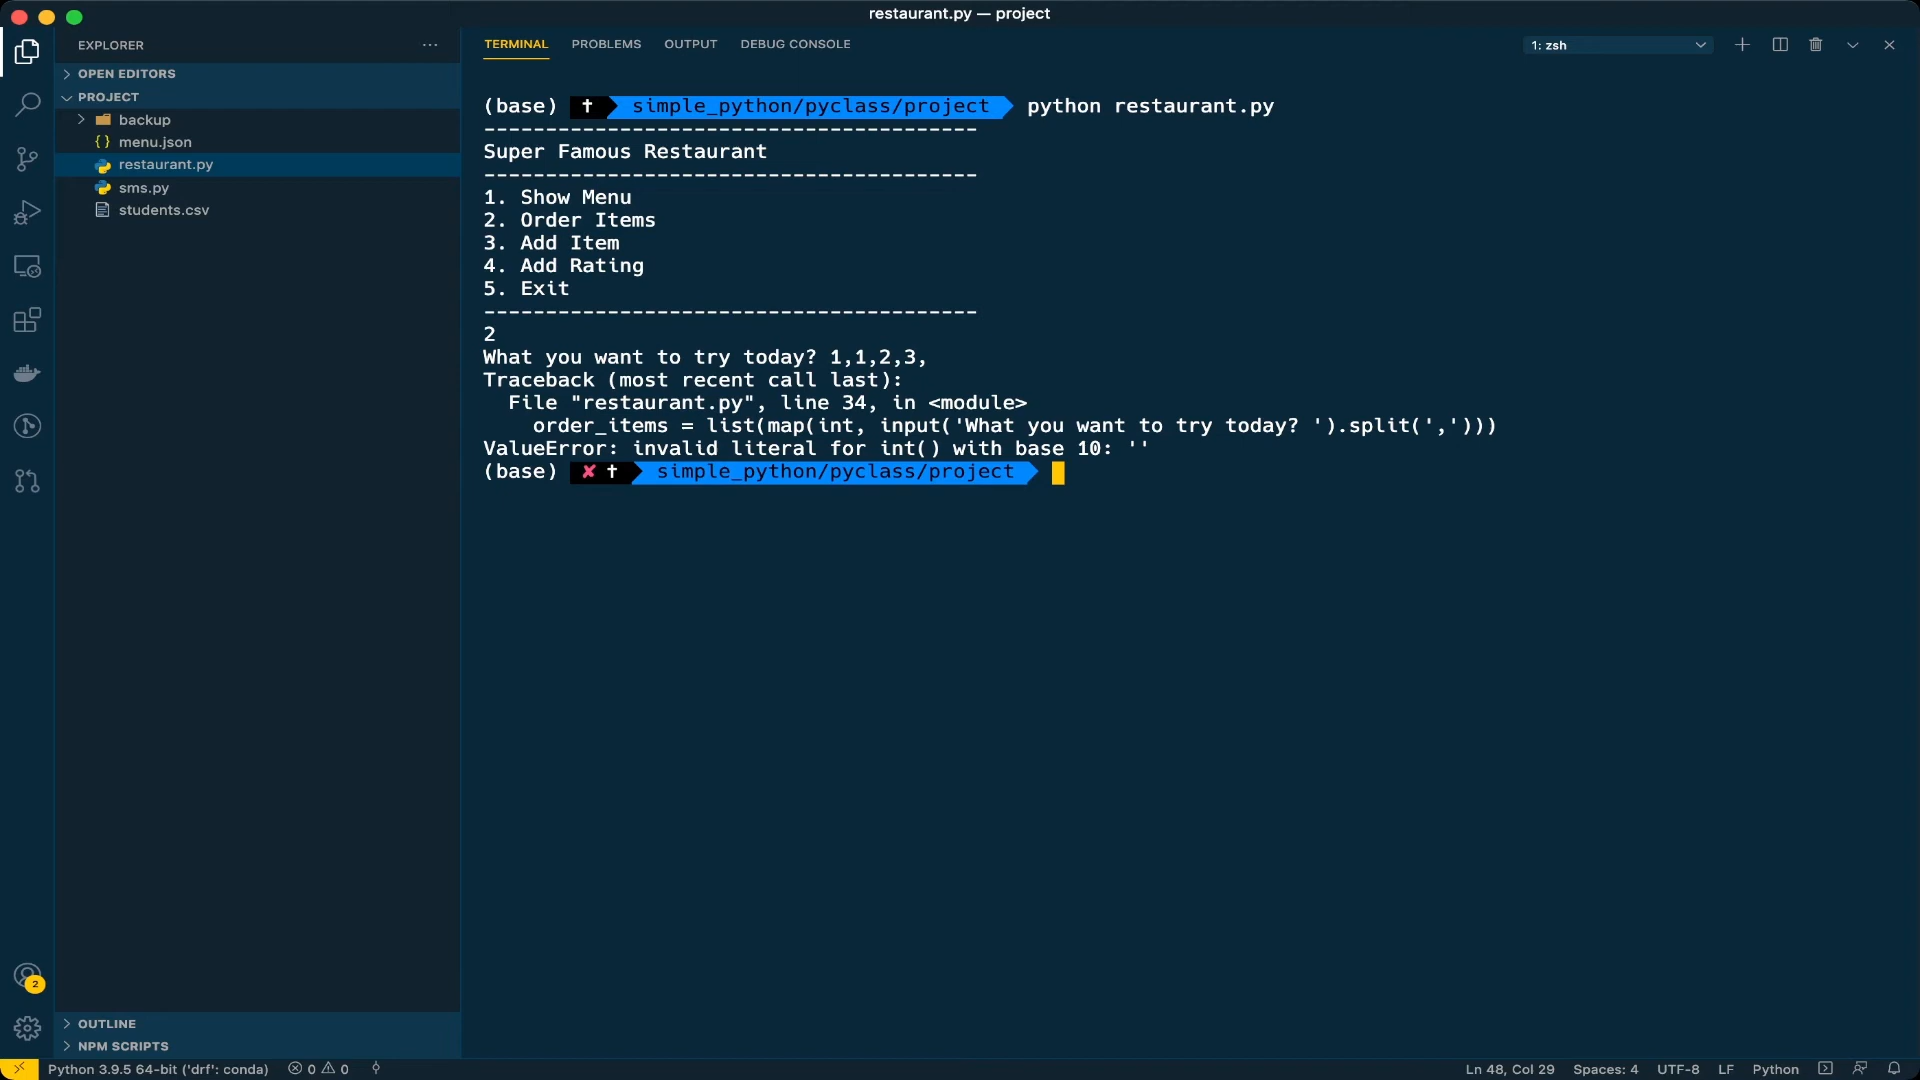 restaurant.py — project
EXPLORER
OPEN EDITORS
PROJECT
backup
{} menu.json
restaurant.py
sms.py
students.csv
OUTLINE
NPM SCRIPTS
2
TERMINAL PROBLEMS OUTPUT DEBUG CONSOLE 1: zsh
(base) † simple_python/pyclass/project python restaurant.py
----------------------------------------
Super Famous Restaurant
----------------------------------------
1. Show Menu
2. Order Items
3. Add Item
4. Add Rating
5. Exit
----------------------------------------
2
What you want to try today? 1,1,2,3,
Traceback (most recent call last):
File "restaurant.py", line 34, in <module>
order_items = list(map(int, input('What you want to try today? ').split(',')))
ValueError: invalid literal for int() with base 10: ''
(base) ✘ † simple_python/pyclass/project
Python 3.9.5 64-bit ('drf': conda) 0 0 Ln 48, Col 29 Spaces: 4 UTF-8 LF Python